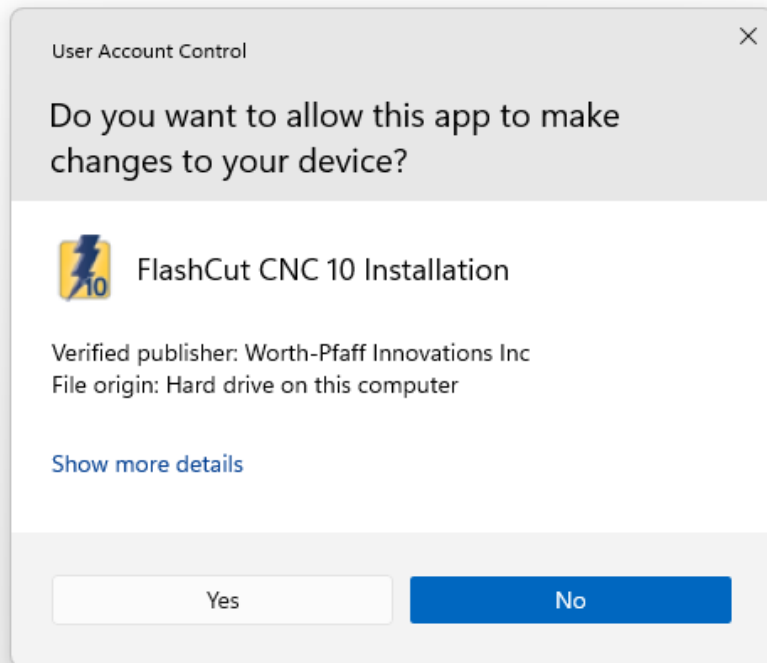 User Account Control
Do you want to allow this app to make
changes to your device?
10
FlashCut CNC 10 Installation
Verified publisher: Worth-Pfaff Innovations Inc
File origin: Hard drive on this computer
Show more details
Yes
No